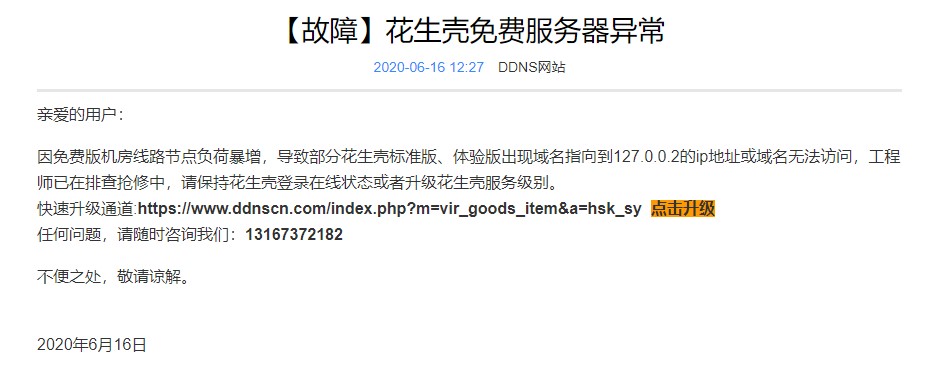 【故障】花生壳免费服务器异常
2020-06-16 12:27 DDNS网站
亲爱的用户：
因免费版机房线路节点负荷暴增，导致部分花生壳标准版、体验版出现域名指向到127.0.0.2的ip地址或域名无法访问，工程
师已在排查抢修中，请保持花生壳登录在线状态或者升级花生壳服务级别。
快速升级通道:https://www.ddnscn.com/index.php?m=vir_goods_item&a=hsk_sy 点击升级
任何问题，请随时咨询我们：13167372182
不便之处，敬请谅解。
2020年6月16日